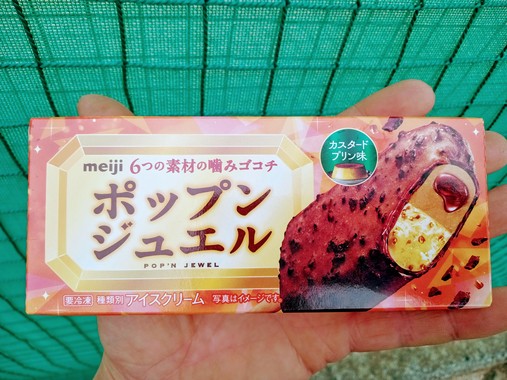 meiji 6つの素材の噛みゴコチ
ポップン
ジュエル
POP'N JEWEL
カスタード
プリン味
要冷凍 種類別 アイスクリーム 写真はイメージです。